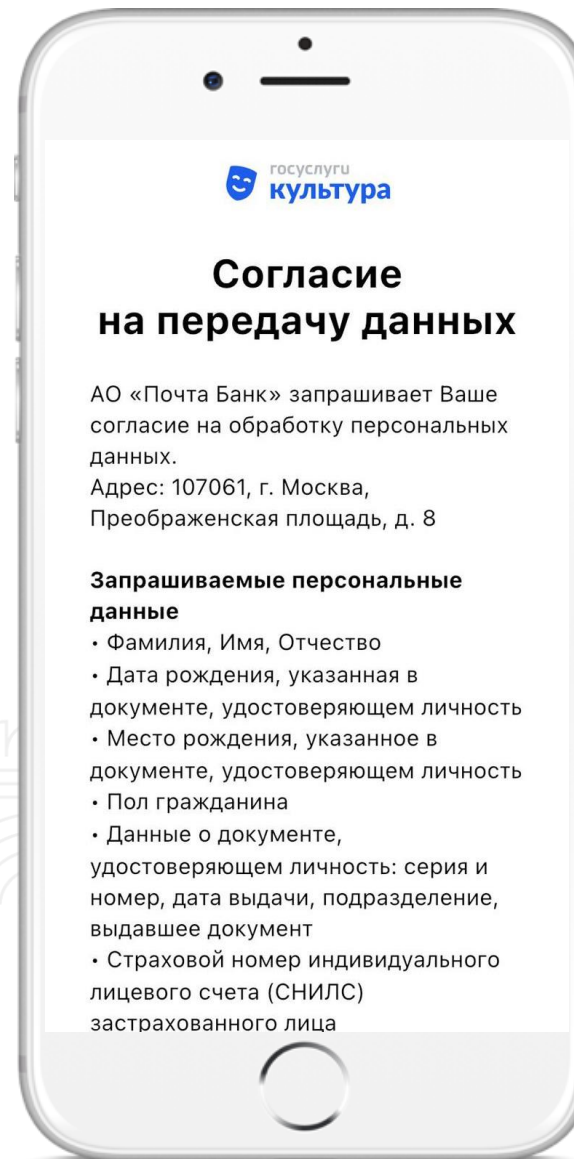 госуслуги
культура
Согласие
на передачу данных
АО «Почта Банк» запрашивает Ваше
согласие на обработку персональных
данных.
Адрес: 107061, г. Москва,
Преображенская площадь, д. 8
Запрашиваемые персональные
данные
• Фамилия, Имя, Отчество
• Дата рождения, указанная в
документе, удостоверяющем личность
• Место рождения, указанное в
документе, удостоверяющем личность
• Пол гражданина
• Данные о документе,
удостоверяющем личность: серия и
номер, дата выдачи, подразделение,
выдавшее документ
• Страховой номер индивидуального
лицевого счета (СНИЛС)
застрахованного лица